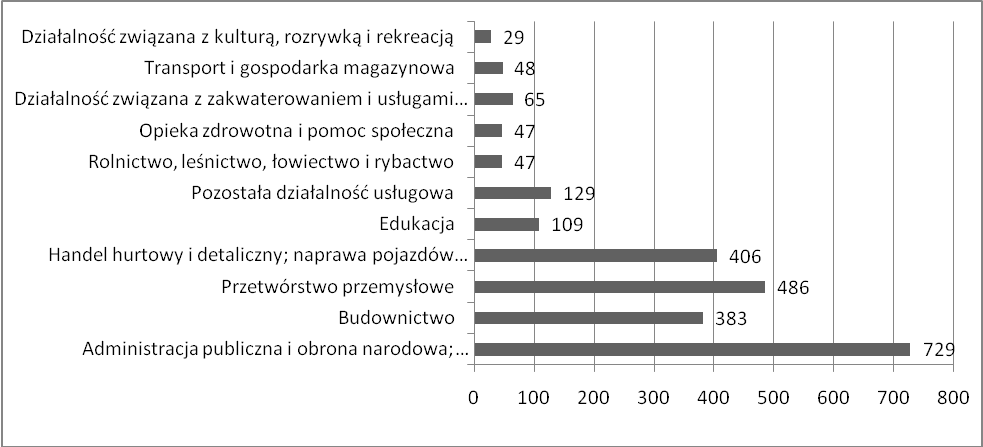 Działalność związana z kulturą, rozrywką i rekreacją 29
Transport i gospodarka magazynowa 48
Działalność związana z zakwaterowaniem i usługami... 65
Opieka zdrowotna i pomoc społeczna 47
Rolnictwo, leśnictwo, łowiectwo i rybactwo 47
Pozostała działalność usługowa 129
Edukacja 109
Handel hurtowy i detaliczny; naprawa pojazdów... 406
Przetwórstwo przemysłowe 486
Budownictwo 383
Administracja publiczna i obrona narodowa;... 729
0 100 200 300 400 500 600 700 800